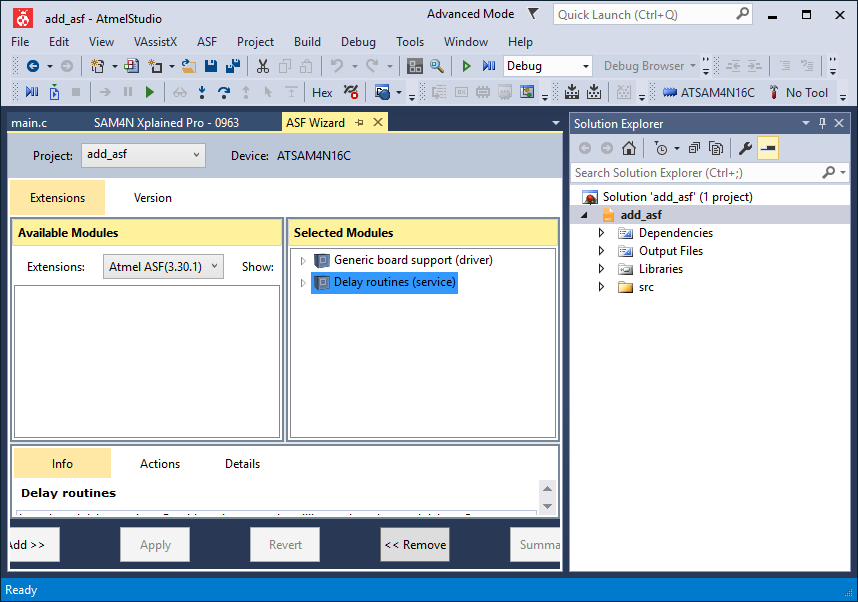 add_asf - AtmelStudio
Advanced Mode
Quick Launch (Ctrl+Q)
File Edit View VAssistX ASF Project Build Debug Tools Window Help
Debug
Debug Browser
Hex
ATSAM4N16C
No Tool
main.c
SAM4N Xplained Pro - 0963
ASF Wizard
Project: add_asf
Device: ATSAM4N16C
Extensions
Version
Available Modules
Extensions: Atmel ASF(3.30.1)
Show:
Selected Modules
Generic board support (driver)
Delay routines (service)
Info
Actions
Details
Delay routines
Add >>
Apply
Revert
<< Remove
Summa
Solution Explorer
Search Solution Explorer (Ctrl+;)
Solution 'add_asf' (1 project)
add_asf
Dependencies
Output Files
Libraries
src
Ready